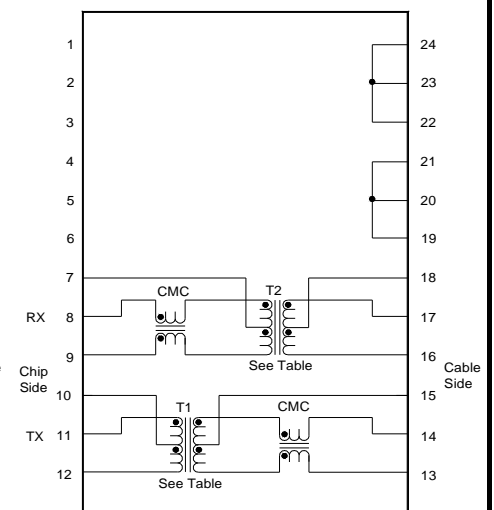 1 24
2 23
3 22
4 21
5 20
6 19
7 18
CMC T2
RX 8 17
9 16
See Table
Chip Side Cable Side
10 15
T1 CMC
TX 11 14
12 13
See Table